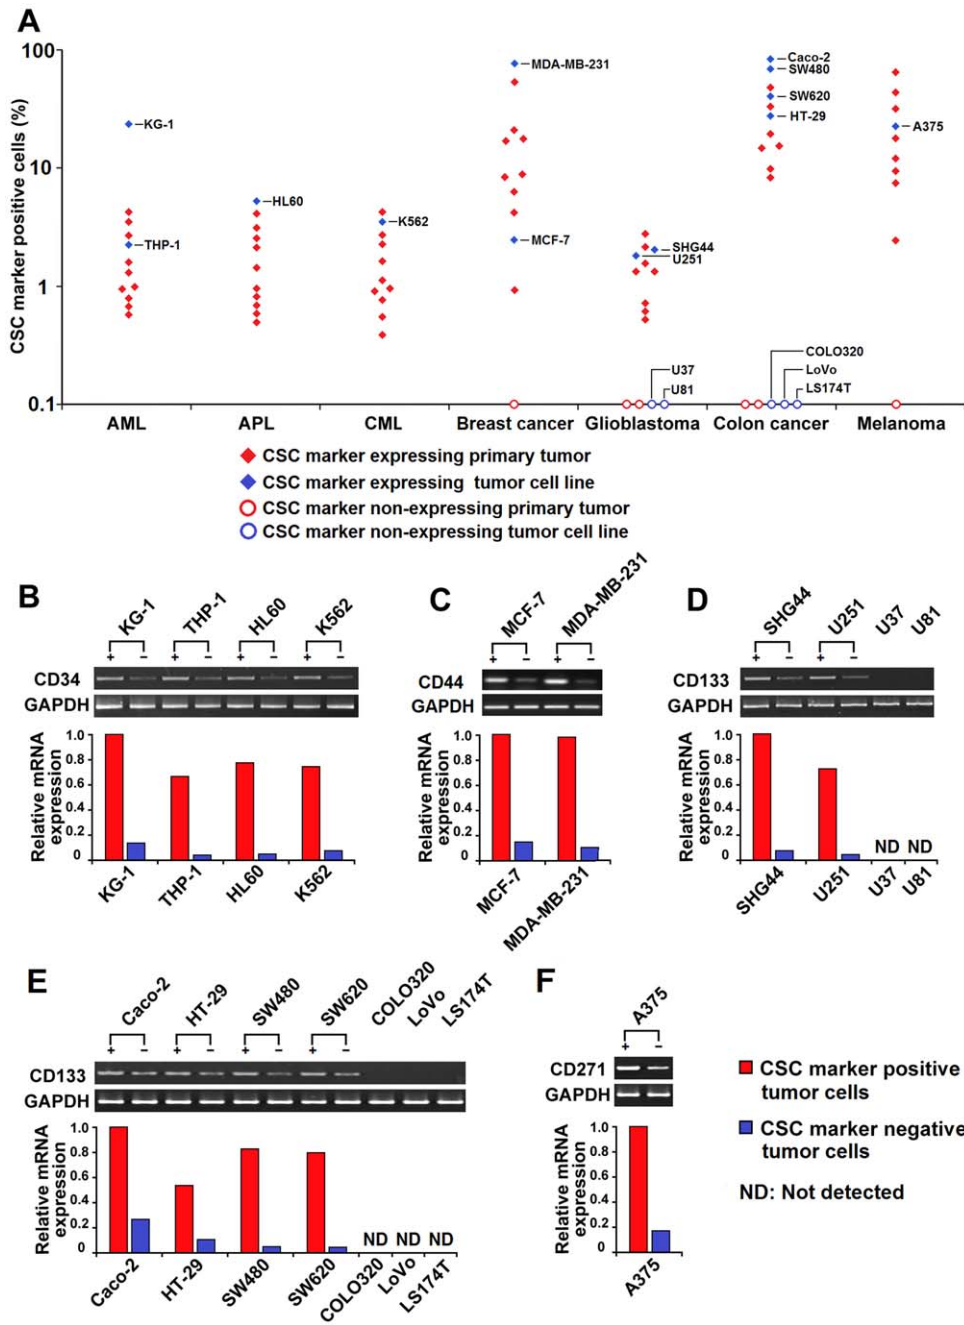 A
CSC marker positive cells (%)
100
10
1
0.1
KG-1
THP-1
HL60
K562
MDA-MB-231
MCF-7
SHG44
U251
U37
U81
Caco-2
SW480
SW620
HT-29
COLO320
LoVo
LS174T
A375
AML APL CML Breast cancer Glioblastoma Colon cancer Melanoma
CSC marker expressing primary tumor
CSC marker expressing tumor cell line
CSC marker non-expressing primary tumor
CSC marker non-expressing tumor cell line
B
KG-1 THP-1 HL60 K562
+ − + − + − + −
CD34
GAPDH
Relative mRNA
expression
1.0
0.8
0.6
0.4
0.2
0
KG-1 THP-1 HL60 K562
C
MCF-7 MDA-MB-231
+ − + −
CD44
GAPDH
Relative mRNA
expression
1.0
0.8
0.6
0.4
0.2
0
MCF-7 MDA-MB-231
D
SHG44 U251 U37 U81
+ − + −
CD133
GAPDH
Relative mRNA
expression
1.0
0.8
0.6
0.4
0.2
0
ND ND
SHG44 U251 U37 U81
E
Caco-2 HT-29 SW480 SW620 COLO320 LoVo LS174T
+ − + − + − + −
CD133
GAPDH
Relative mRNA
expression
1.0
0.8
0.6
0.4
0.2
0
ND ND ND
Caco-2 HT-29 SW480 SW620 COLO320 LoVo LS174T
F
A375
+ −
CD271
GAPDH
Relative mRNA
expression
1.0
0.8
0.6
0.4
0.2
0
A375
CSC marker positive
tumor cells
CSC marker negative
tumor cells
ND: Not detected